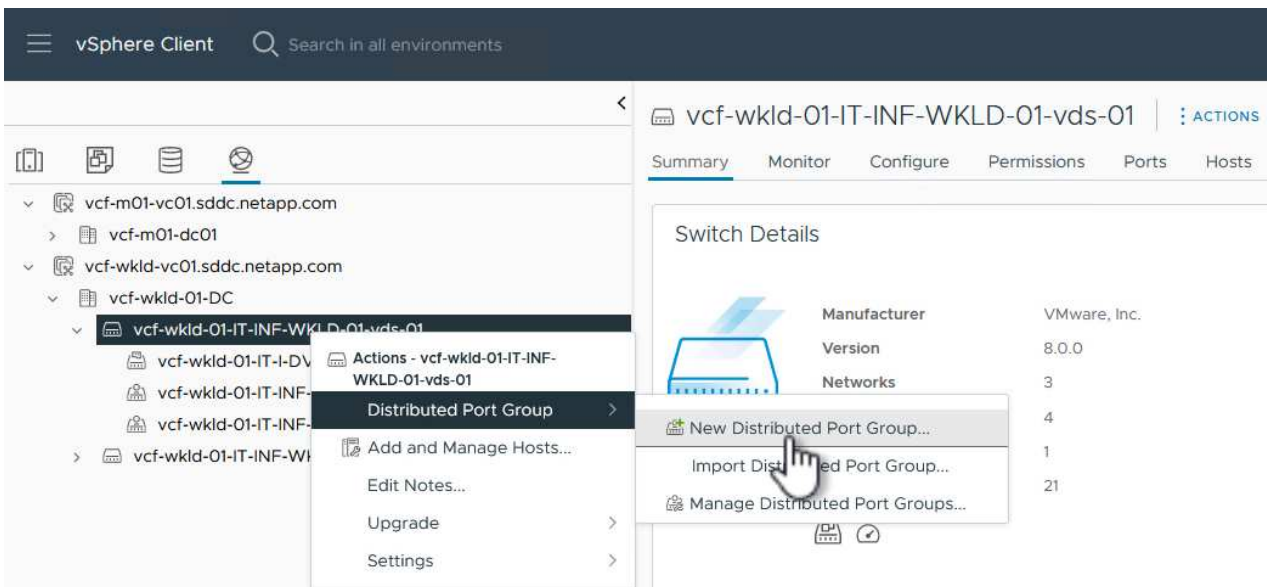 vSphere Client
Search in all environments
vcf-m01-vc01.sddc.netapp.com
vcf-m01-dc01
vcf-wkld-vc01.sddc.netapp.com
vcf-wkld-01-DC
vcf-wkld-01-IT-INF-WKLD-01-vds-01
vcf-wkld-01-IT-I-DV
vcf-wkld-01-IT-INF-
vcf-wkld-01-IT-INF-
vcf-wkld-01-IT-INF-
Actions - vcf-wkld-01-IT-INF-
WKLD-01-vds-01
Distributed Port Group
Add and Manage Hosts...
Edit Notes...
Upgrade
Settings
New Distributed Port Group...
Import Distributed Port Group...
Manage Distributed Port Groups...
vcf-wkld-01-IT-INF-WKLD-01-vds-01
ACTIONS
Summary Monitor Configure Permissions Ports Hosts
Switch Details
Manufacturer VMware, Inc.
Version 8.0.0
Networks 3
4
1
21